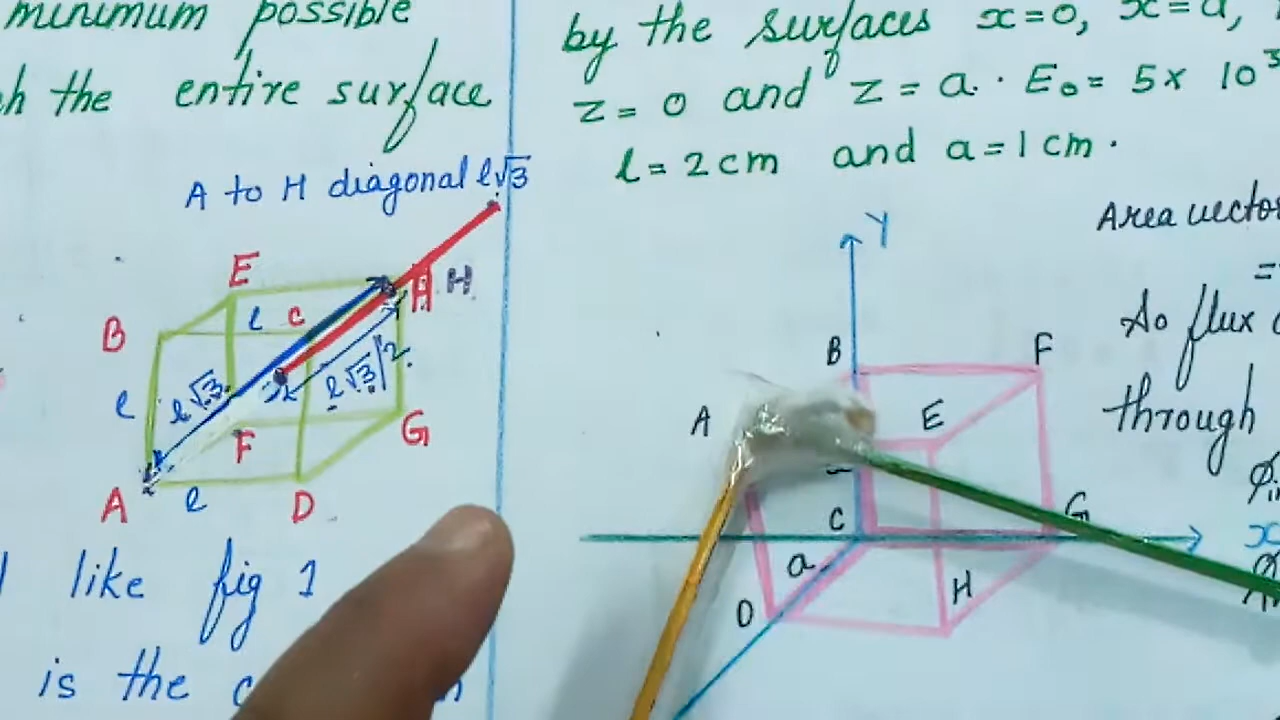 minimum possible
the entire surface
A to H diagonal l√3
E
B
l
C
H
H
l
l√3
l√3/2
F
G
A
l
D
like fig 1
is the
by the surfaces x=0, x=a,
z=0 and z=a. E₀=5×10³
l=2cm and a=1cm.
Area vector
=
So flux
through
Y
B
F
A
E
C
G
a
D
H
x